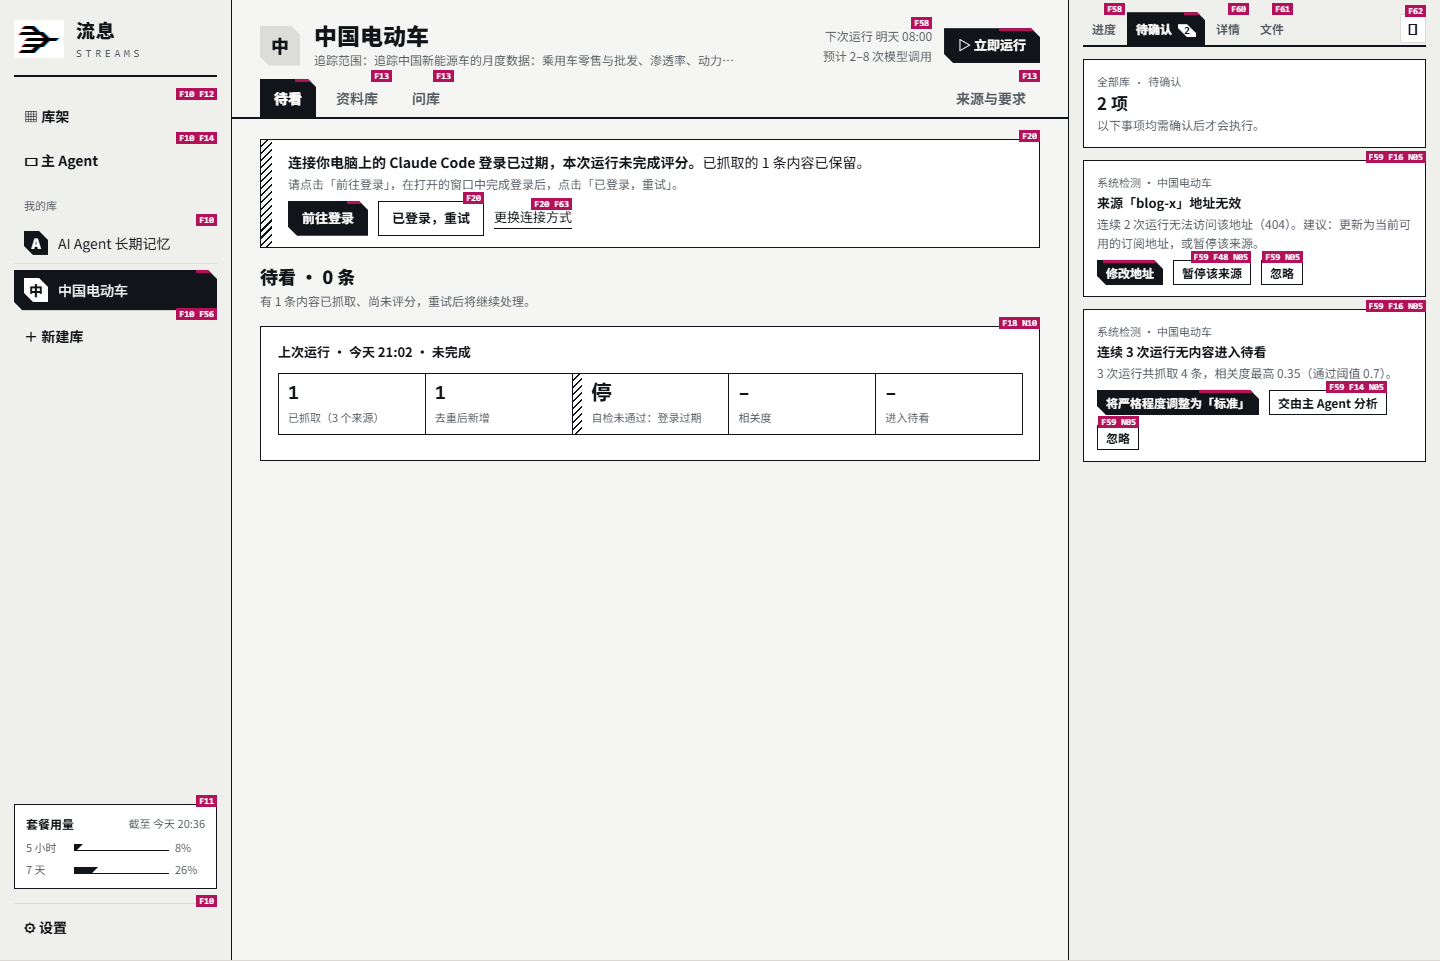 流息
STREAMS
F10 F12
▦ 库架
F10 F14
主 Agent
我的库
F10
A AI Agent 长期记忆
中 中国电动车
F10 F56
＋ 新建库
F11
套餐用量 截至 今天 20:36
5 小时 8%
7 天 26%
F10
⚙ 设置
中 中国电动车
追踪范围：追踪中国新能源车的月度数据：乘用车零售与批发、渗透率、动力…
F58
下次运行 明天 08:00
预计 2–8 次模型调用
▷ 立即运行
F13 F13 F13
待看 资料库 问库 来源与要求
F20
连接你电脑上的 Claude Code 登录已过期，本次运行未完成评分。已抓取的 1 条内容已保留。
请点击「前往登录」，在打开的窗口中完成登录后，点击「已登录，重试」。
F20 F20 F63
前往登录 已登录，重试 更换连接方式
待看 · 0 条
有 1 条内容已抓取、尚未评分，重试后将继续处理。
F18 N10
上次运行 · 今天 21:02 · 未完成
1 1 停 – –
已抓取（3 个来源） 去重后新增 自检未通过：登录过期 相关度 进入待看
F58 F60 F61 F62
进度 待确认 2 详情 文件
全部库 · 待确认
2 项
以下事项均需确认后才会执行。
F59 F16 N05
系统检测 · 中国电动车
来源「blog-x」地址无效
连续 2 次运行无法访问该地址（404）。建议：更新为当前可
用的订阅地址，或暂停该来源。
F59 F48 N05 F59 N05
修改地址 暂停该来源 忽略
F59 F16 N05
系统检测 · 中国电动车
连续 3 次运行无内容进入待看
3 次运行共抓取 4 条，相关度最高 0.35（通过阈值 0.7）。
F59 F14 N05
将严格程度调整为「标准」 交由主 Agent 分析
F59 N05
忽略